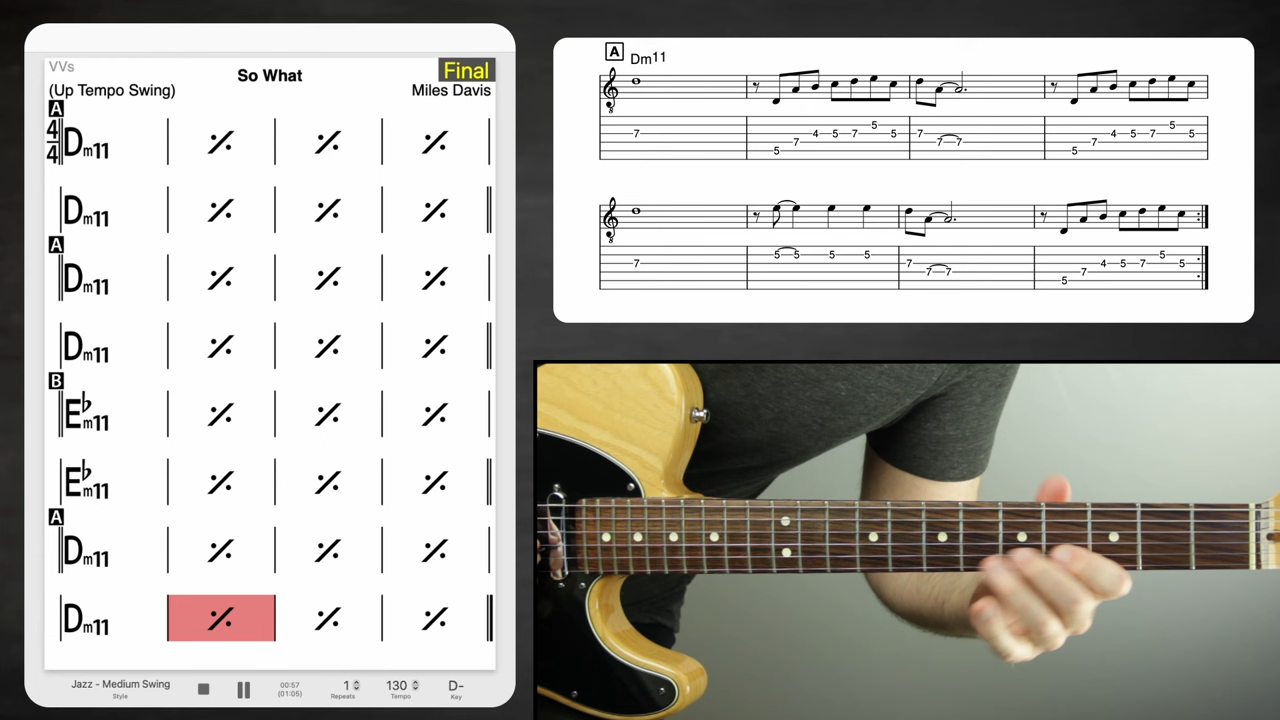 VVs
So What
Final
(Up Tempo Swing)
Miles Davis
A
4
4
Dm11
Dm11
A
Dm11
Dm11
B
E♭m11
E♭m11
A
Dm11
Dm11
Jazz - Medium Swing
Style
00:57
(01:05)
1
Repeats
130
Tempo
D-
Key
A Dm11
8
7 5 7 4 5 7 5 5 7 7 7 5 7 4 5 7 5 5
8
7 5 5 5 5 7 7 7 5 7 4 5 7 5 5